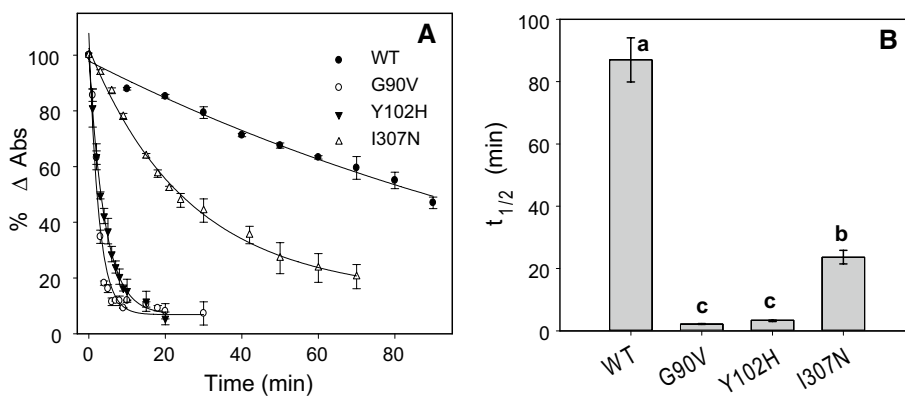 A
% Δ Abs
100
80
60
40
20
0
WT
G90V
Y102H
I307N
0 20 40 60 80
Time (min)
B
t1/2 (min)
100
80
60
40
20
0
a
c
c
b
WT
G90V
Y102H
I307N